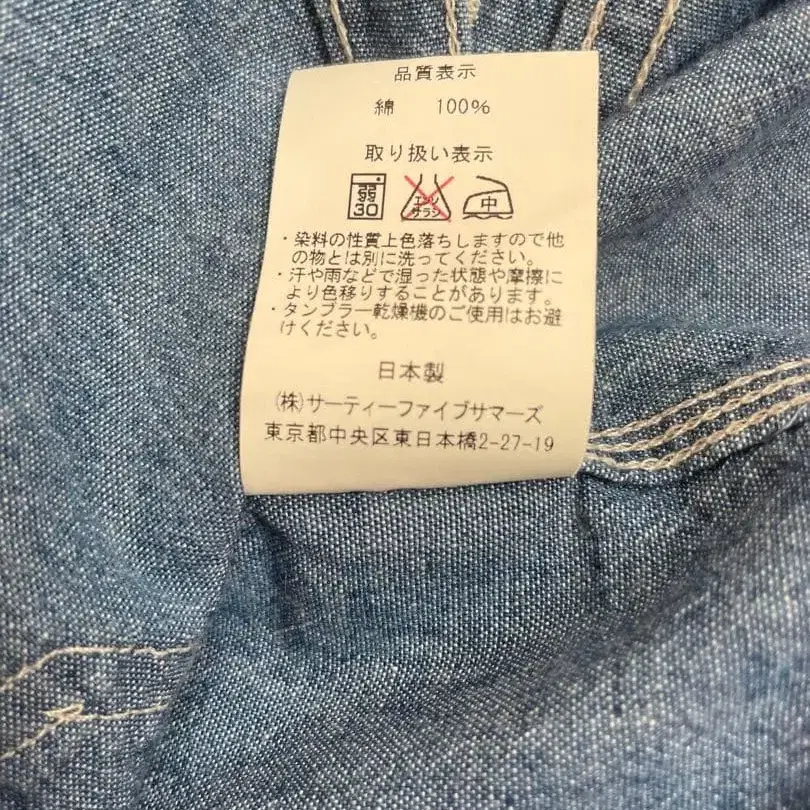 品質表示
綿 100%
取り扱い表示
弱 30 エンソサラシ 中
・染料の性質上色落ちしますので他
の物とは別に洗ってください。
・汗や雨などで湿った状態や摩擦に
より色移りすることがあります。
・タンブラー乾燥機のご使用はお避
けください。
日本製
(株)サーティーファイブサマーズ
東京都中央区東日本橋2-27-19